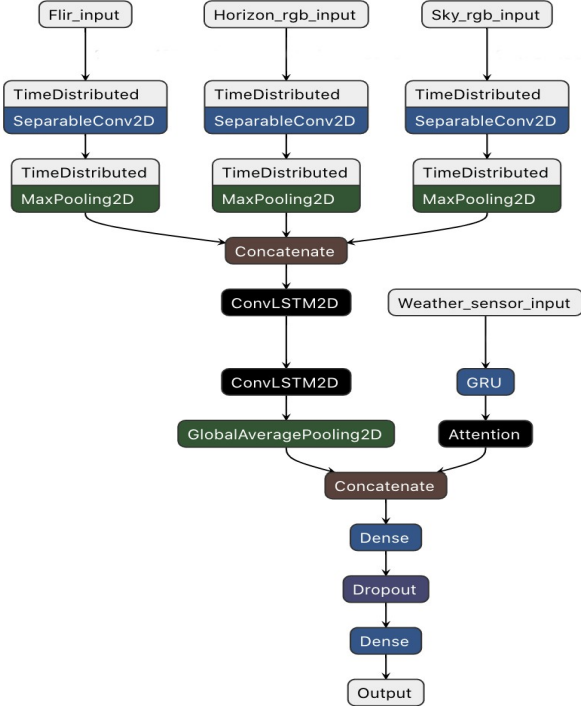 Flir_input
Horizon_rgb_input
Sky_rgb_input
TimeDistributed
SeparableConv2D
TimeDistributed
SeparableConv2D
TimeDistributed
SeparableConv2D
TimeDistributed
MaxPooling2D
TimeDistributed
MaxPooling2D
TimeDistributed
MaxPooling2D
Concatenate
ConvLSTM2D
Weather_sensor_input
ConvLSTM2D
GRU
GlobalAveragePooling2D
Attention
Concatenate
Dense
Dropout
Dense
Output